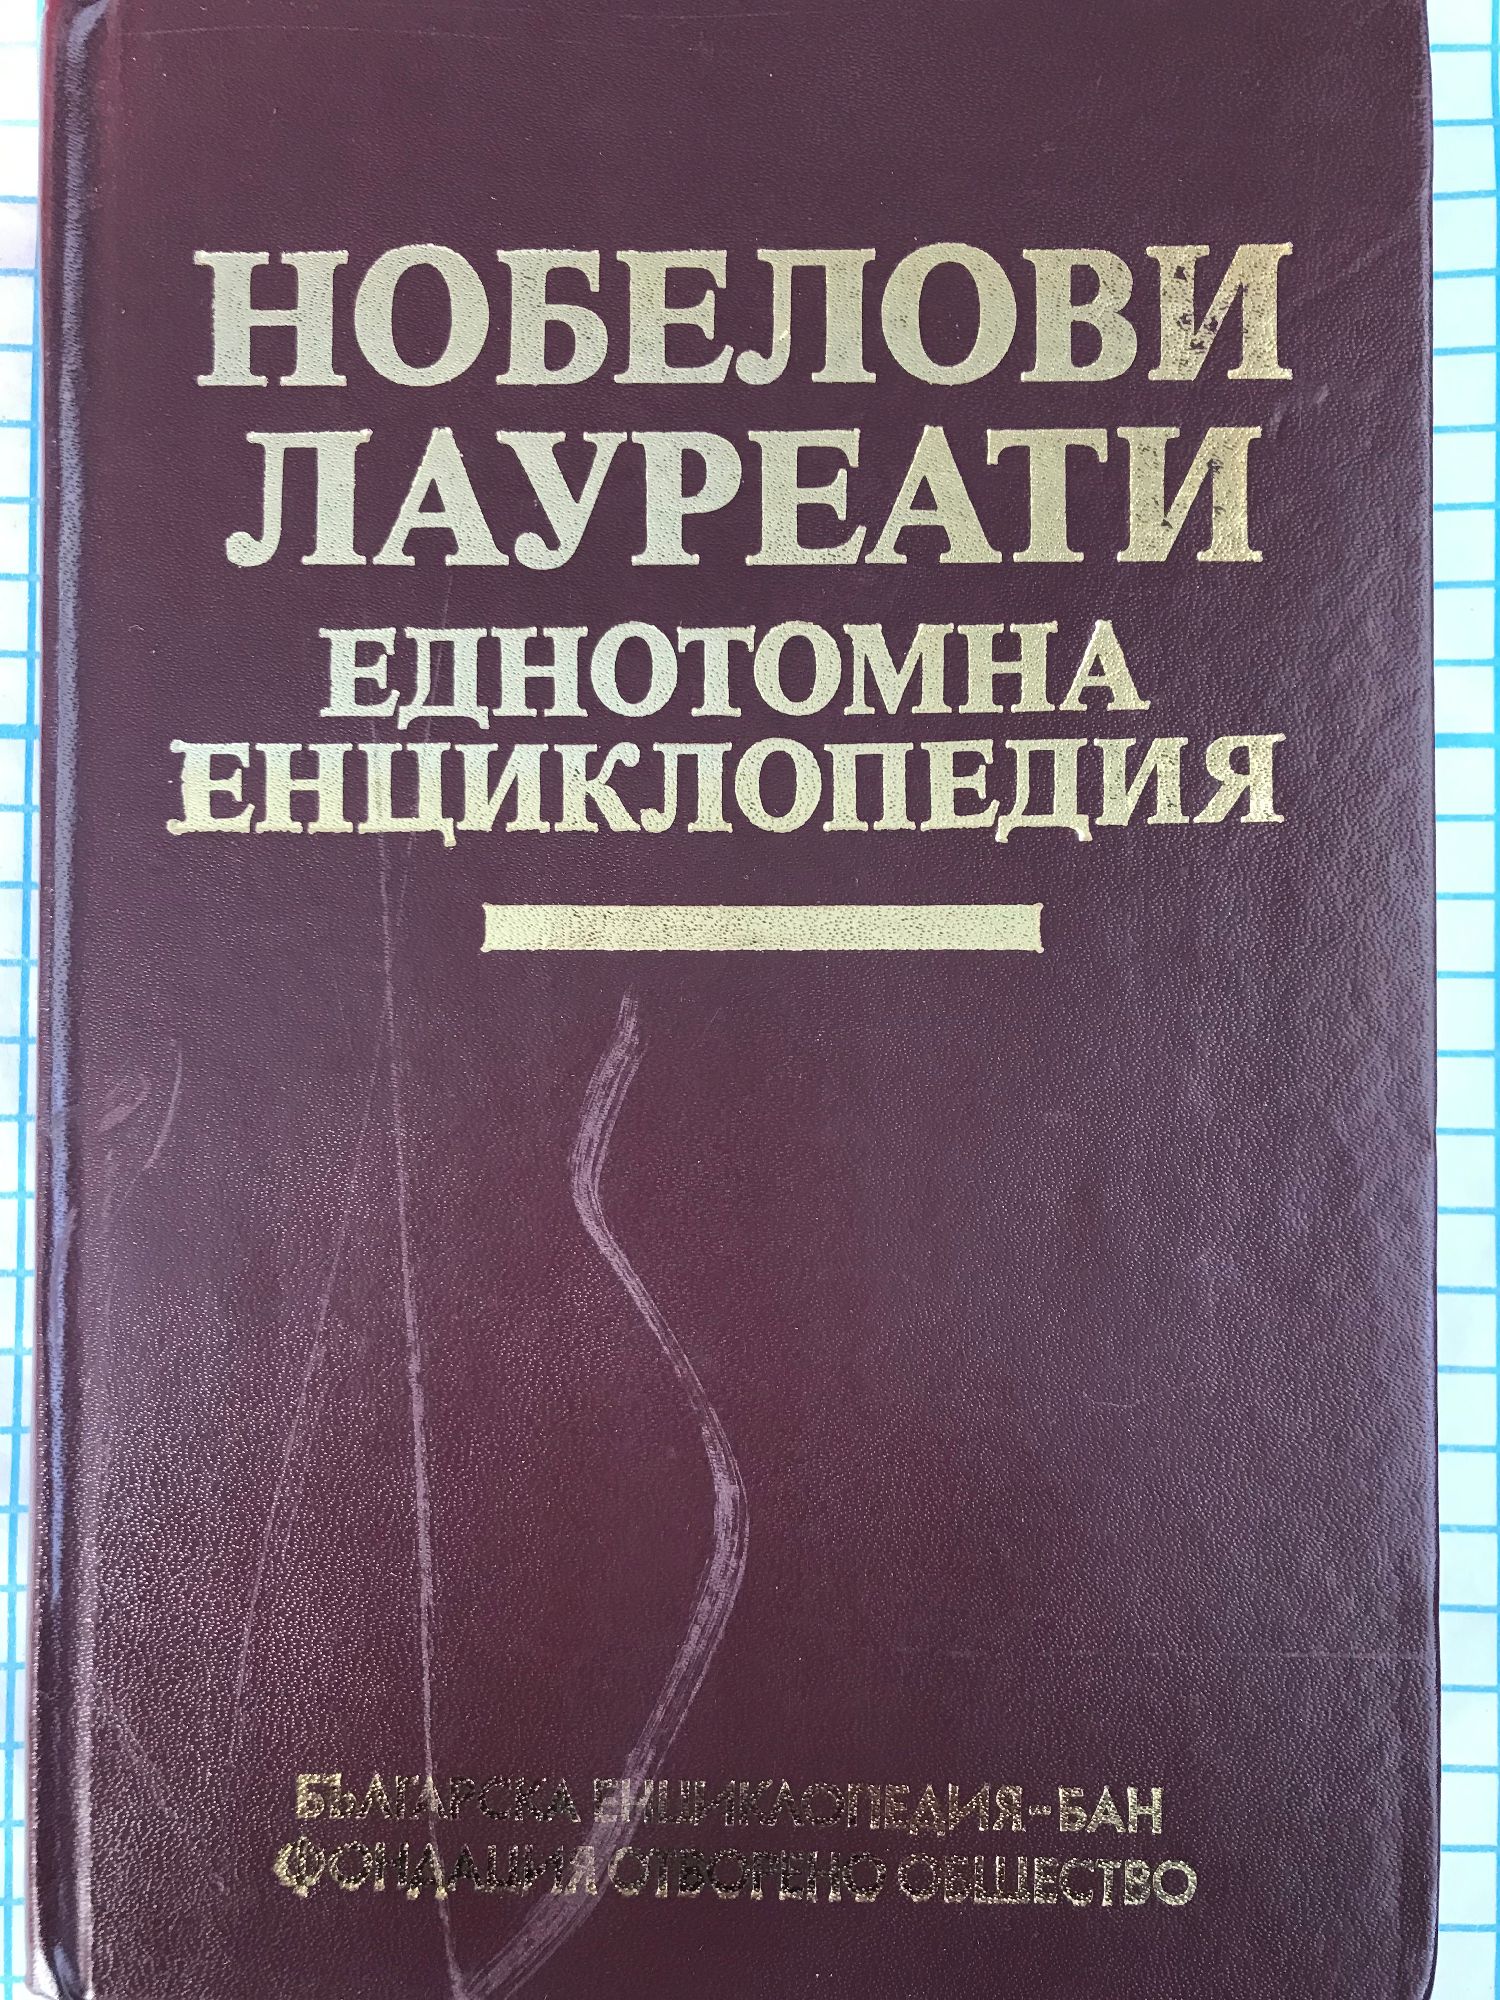 НОБЕЛОВИ
ЛАУРЕАТИ
ЕДНОТОМНА
ЕНЦИКЛОПЕДИЯ
БЪЛГАРСКА ЕНЦИКЛОПЕДИЯ-БАН
ФОНДАЦИЯ ОТВОРЕНО ОБЩЕСТВО